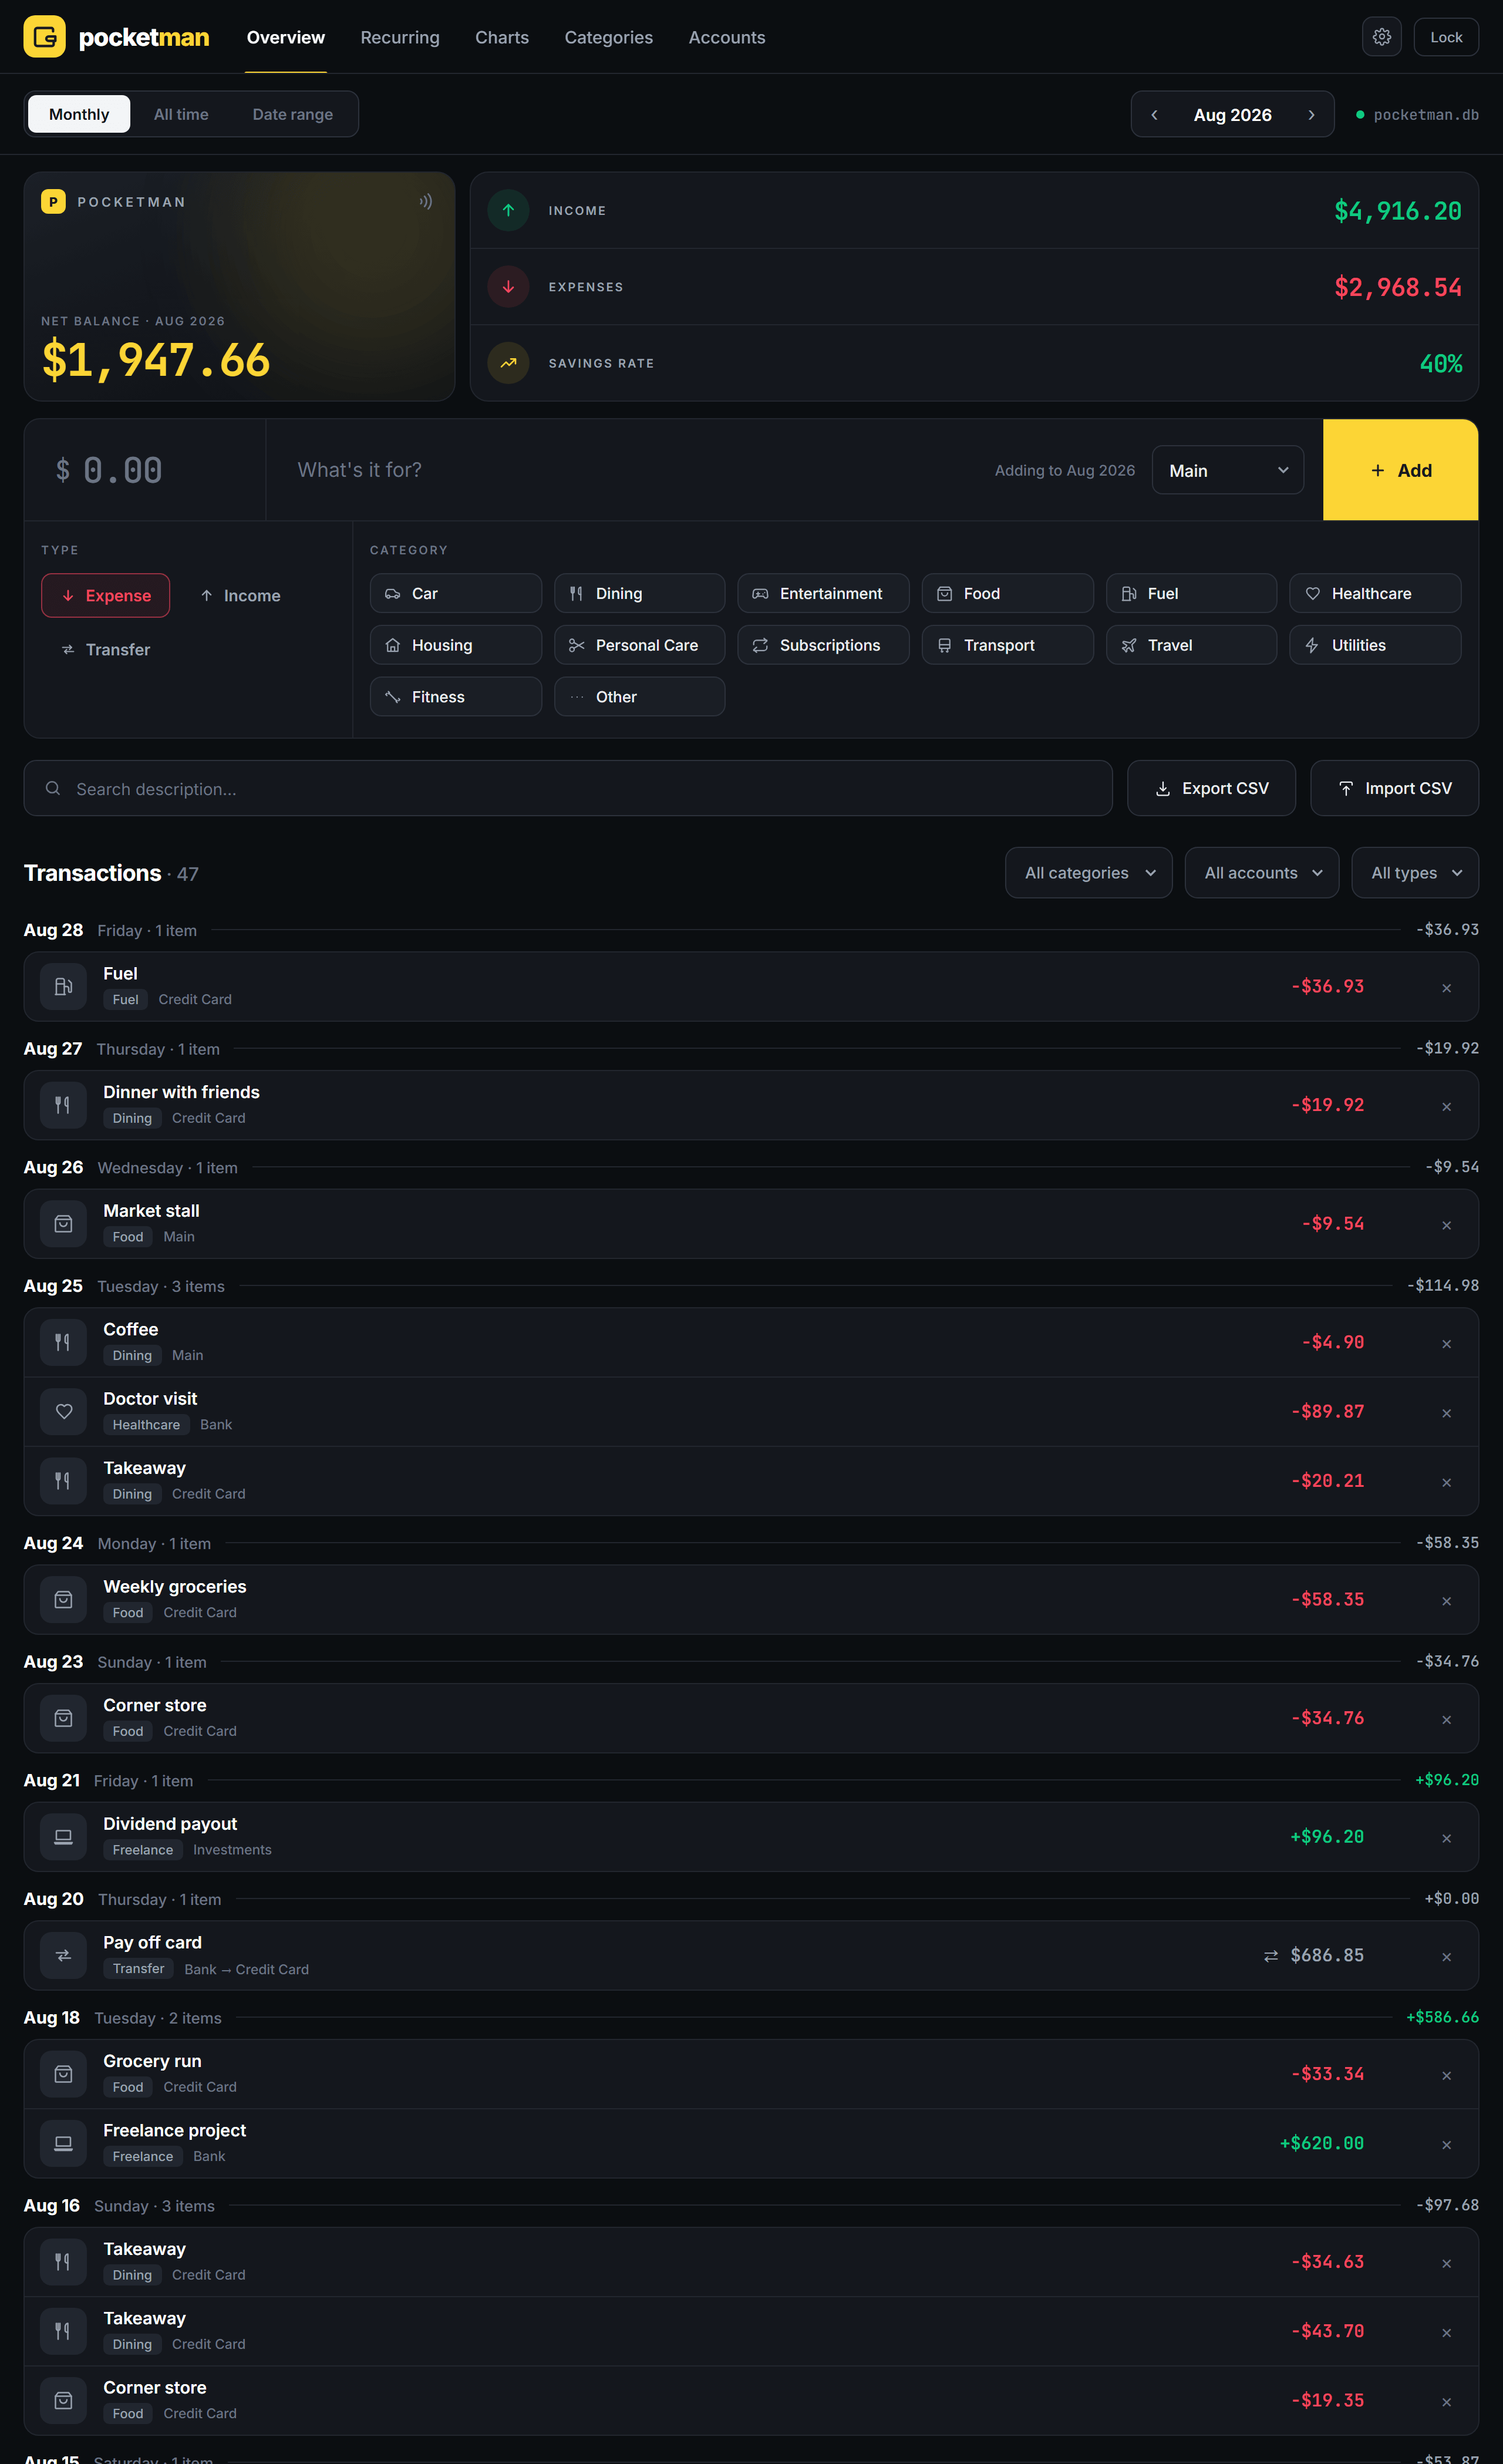 pocketman Overview Recurring Charts Categories Accounts Lock
Monthly All time Date range ‹ Aug 2026 › pocketman.db
P POCKETMAN
NET BALANCE · AUG 2026
$1,947.66
INCOME $4,916.20
EXPENSES $2,968.54
SAVINGS RATE 40%
$ 0.00 What's it for? Adding to Aug 2026 Main + Add
TYPE
Expense Income
Transfer
CATEGORY
Car Dining Entertainment Food Fuel Healthcare
Housing Personal Care Subscriptions Transport Travel Utilities
Fitness Other
Search description... Export CSV Import CSV
Transactions · 47 All categories All accounts All types
Aug 28 Friday · 1 item -$36.93
Fuel
Fuel Credit Card -$36.93 ×
Aug 27 Thursday · 1 item -$19.92
Dinner with friends
Dining Credit Card -$19.92 ×
Aug 26 Wednesday · 1 item -$9.54
Market stall
Food Main -$9.54 ×
Aug 25 Tuesday · 3 items -$114.98
Coffee
Dining Main -$4.90 ×
Doctor visit
Healthcare Bank -$89.87 ×
Takeaway
Dining Credit Card -$20.21 ×
Aug 24 Monday · 1 item -$58.35
Weekly groceries
Food Credit Card -$58.35 ×
Aug 23 Sunday · 1 item -$34.76
Corner store
Food Credit Card -$34.76 ×
Aug 21 Friday · 1 item +$96.20
Dividend payout
Freelance Investments +$96.20 ×
Aug 20 Thursday · 1 item +$0.00
Pay off card
Transfer Bank → Credit Card ⇄ $686.85 ×
Aug 18 Tuesday · 2 items +$586.66
Grocery run
Food Credit Card -$33.34 ×
Freelance project
Freelance Bank +$620.00 ×
Aug 16 Sunday · 3 items -$97.68
Takeaway
Dining Credit Card -$34.63 ×
Takeaway
Dining Credit Card -$43.70 ×
Corner store
Food Credit Card -$19.35 ×
Aug 15 Saturday · 1 item -$53.87